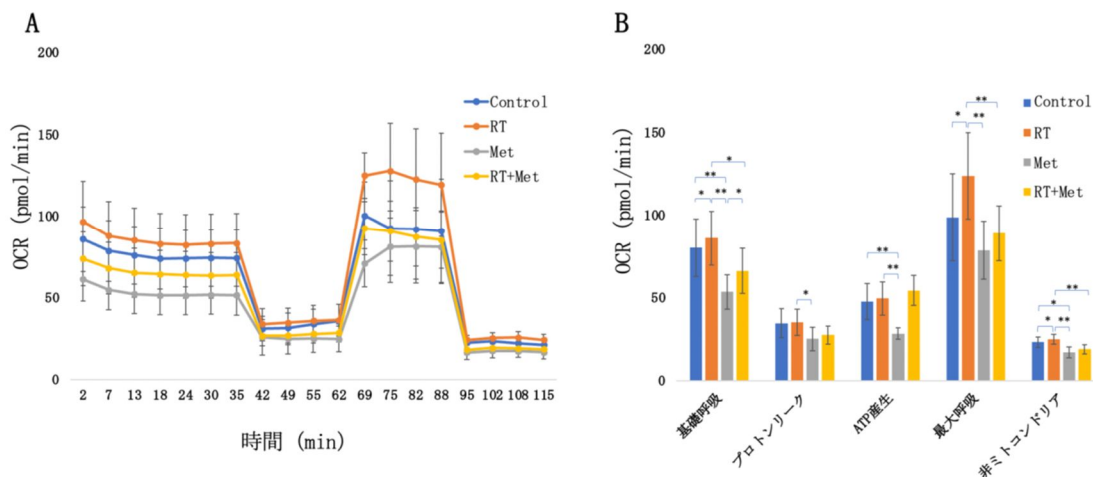 A
OCR (pmol/min)
200
150
100
50
0
Control
RT
Met
RT+Met
2 7 13 18 24 30 35 42 49 55 62 69 75 82 88 95 102 108 115
時間 (min)
B
OCR (pmol/min)
200
150
100
50
0
Control
RT
Met
RT+Met
* ** ** * *
*
** **
* ** **
* * ** **
基礎呼吸
プロトンリーク
ATP産生
最大呼吸
非ミトコンドリア